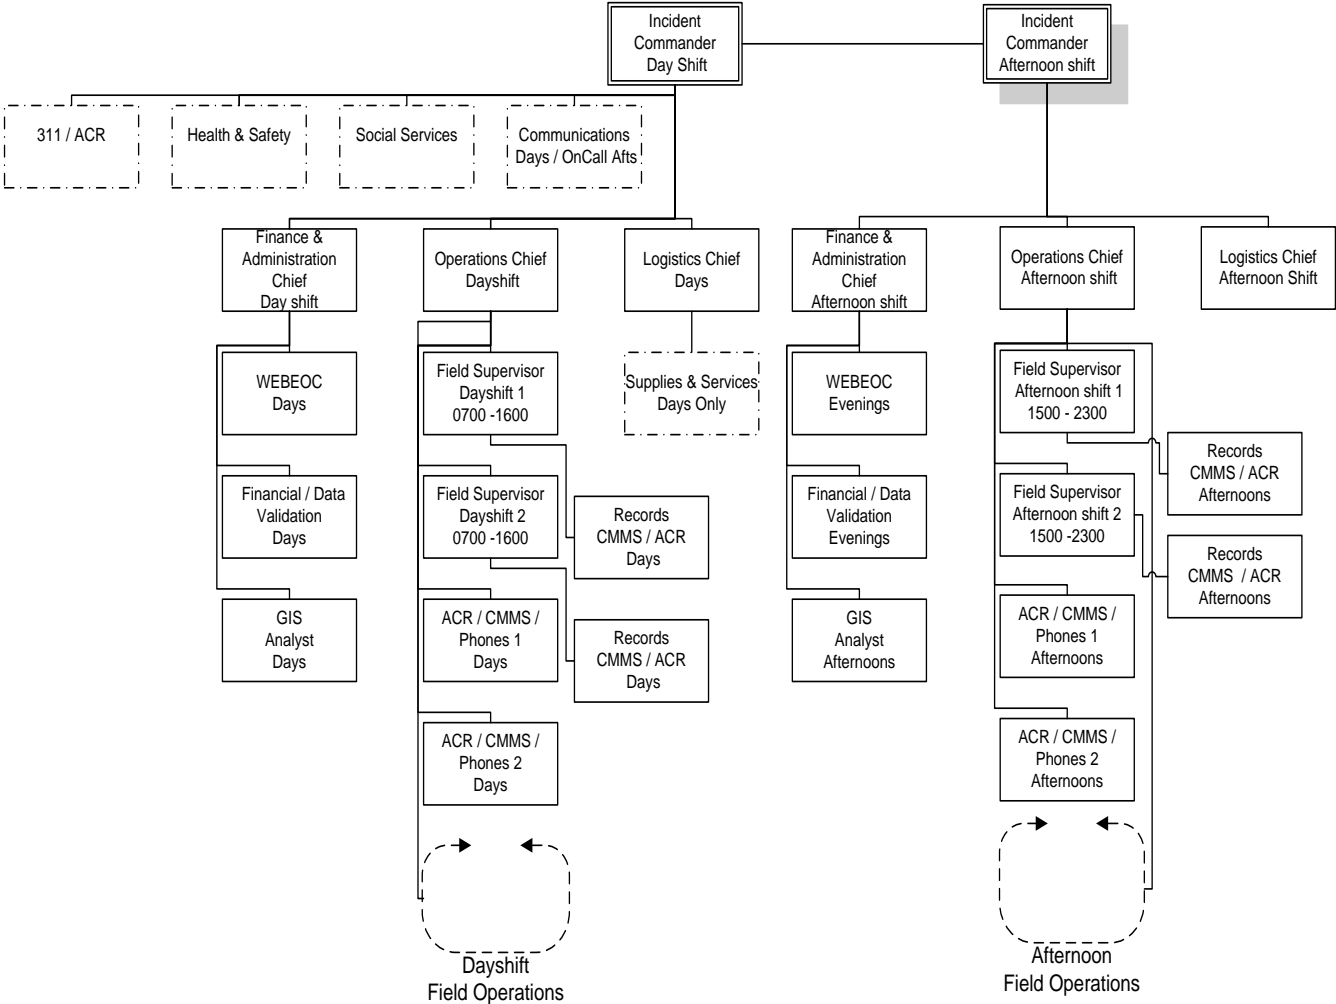 Incident
Commander
Day Shift
Incident
Commander
Afternoon shift
311 / ACR
Health & Safety
Social Services
Communications
Days / OnCall Afts
Finance &
Administration
Chief
Day shift
Operations Chief
Dayshift
Logistics Chief
Days
Finance &
Administration
Chief
Afternoon shift
Operations Chief
Afternoon shift
Logistics Chief
Afternoon Shift
WEBEOC
Days
Field Supervisor
Dayshift 1
0700 -1600
Supplies & Services
Days Only
WEBEOC
Evenings
Field Supervisor
Afternoon shift 1
1500 - 2300
Records
CMMS / ACR
Afternoons
Financial / Data
Validation
Days
Field Supervisor
Dayshift 2
0700 -1600
Records
CMMS / ACR
Days
Financial / Data
Validation
Evenings
Field Supervisor
Afternoon shift 2
1500 -2300
Records
CMMS / ACR
Afternoons
GIS
Analyst
Days
ACR / CMMS /
Phones 1
Days
Records
CMMS / ACR
Days
GIS
Analyst
Afternoons
ACR / CMMS /
Phones 1
Afternoons
ACR / CMMS /
Phones 2
Days
ACR / CMMS /
Phones 2
Afternoons
Dayshift
Field Operations
Afternoon
Field Operations